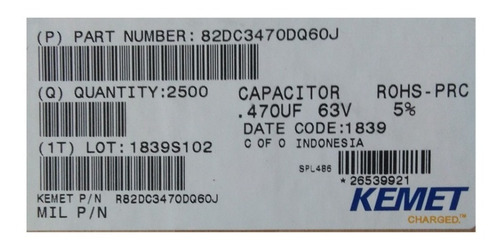 (P) PART NUMBER: 82DC3470DQ60J
(Q) QUANTITY:2500
CAPACITOR ROHS-PRC
.470UF 63V 5%
DATE CODE:1839
C OF O INDONESIA
(1T) LOT: 1839S102
SPL486
*26539921
KEMET P/N R82DC3470DQ60J
MIL P/N
KEMET
CHARGED.™